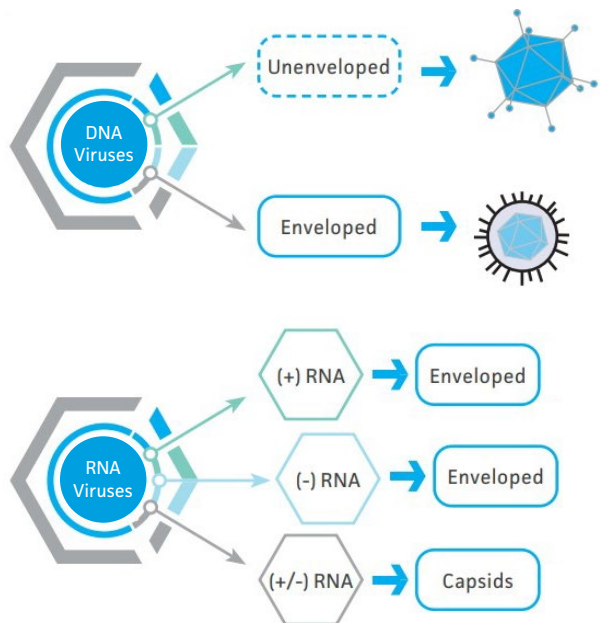 Unenveloped
DNA
Viruses
Enveloped
(+) RNA
Enveloped
RNA
Viruses
(-) RNA
Enveloped
(+/-) RNA
Capsids